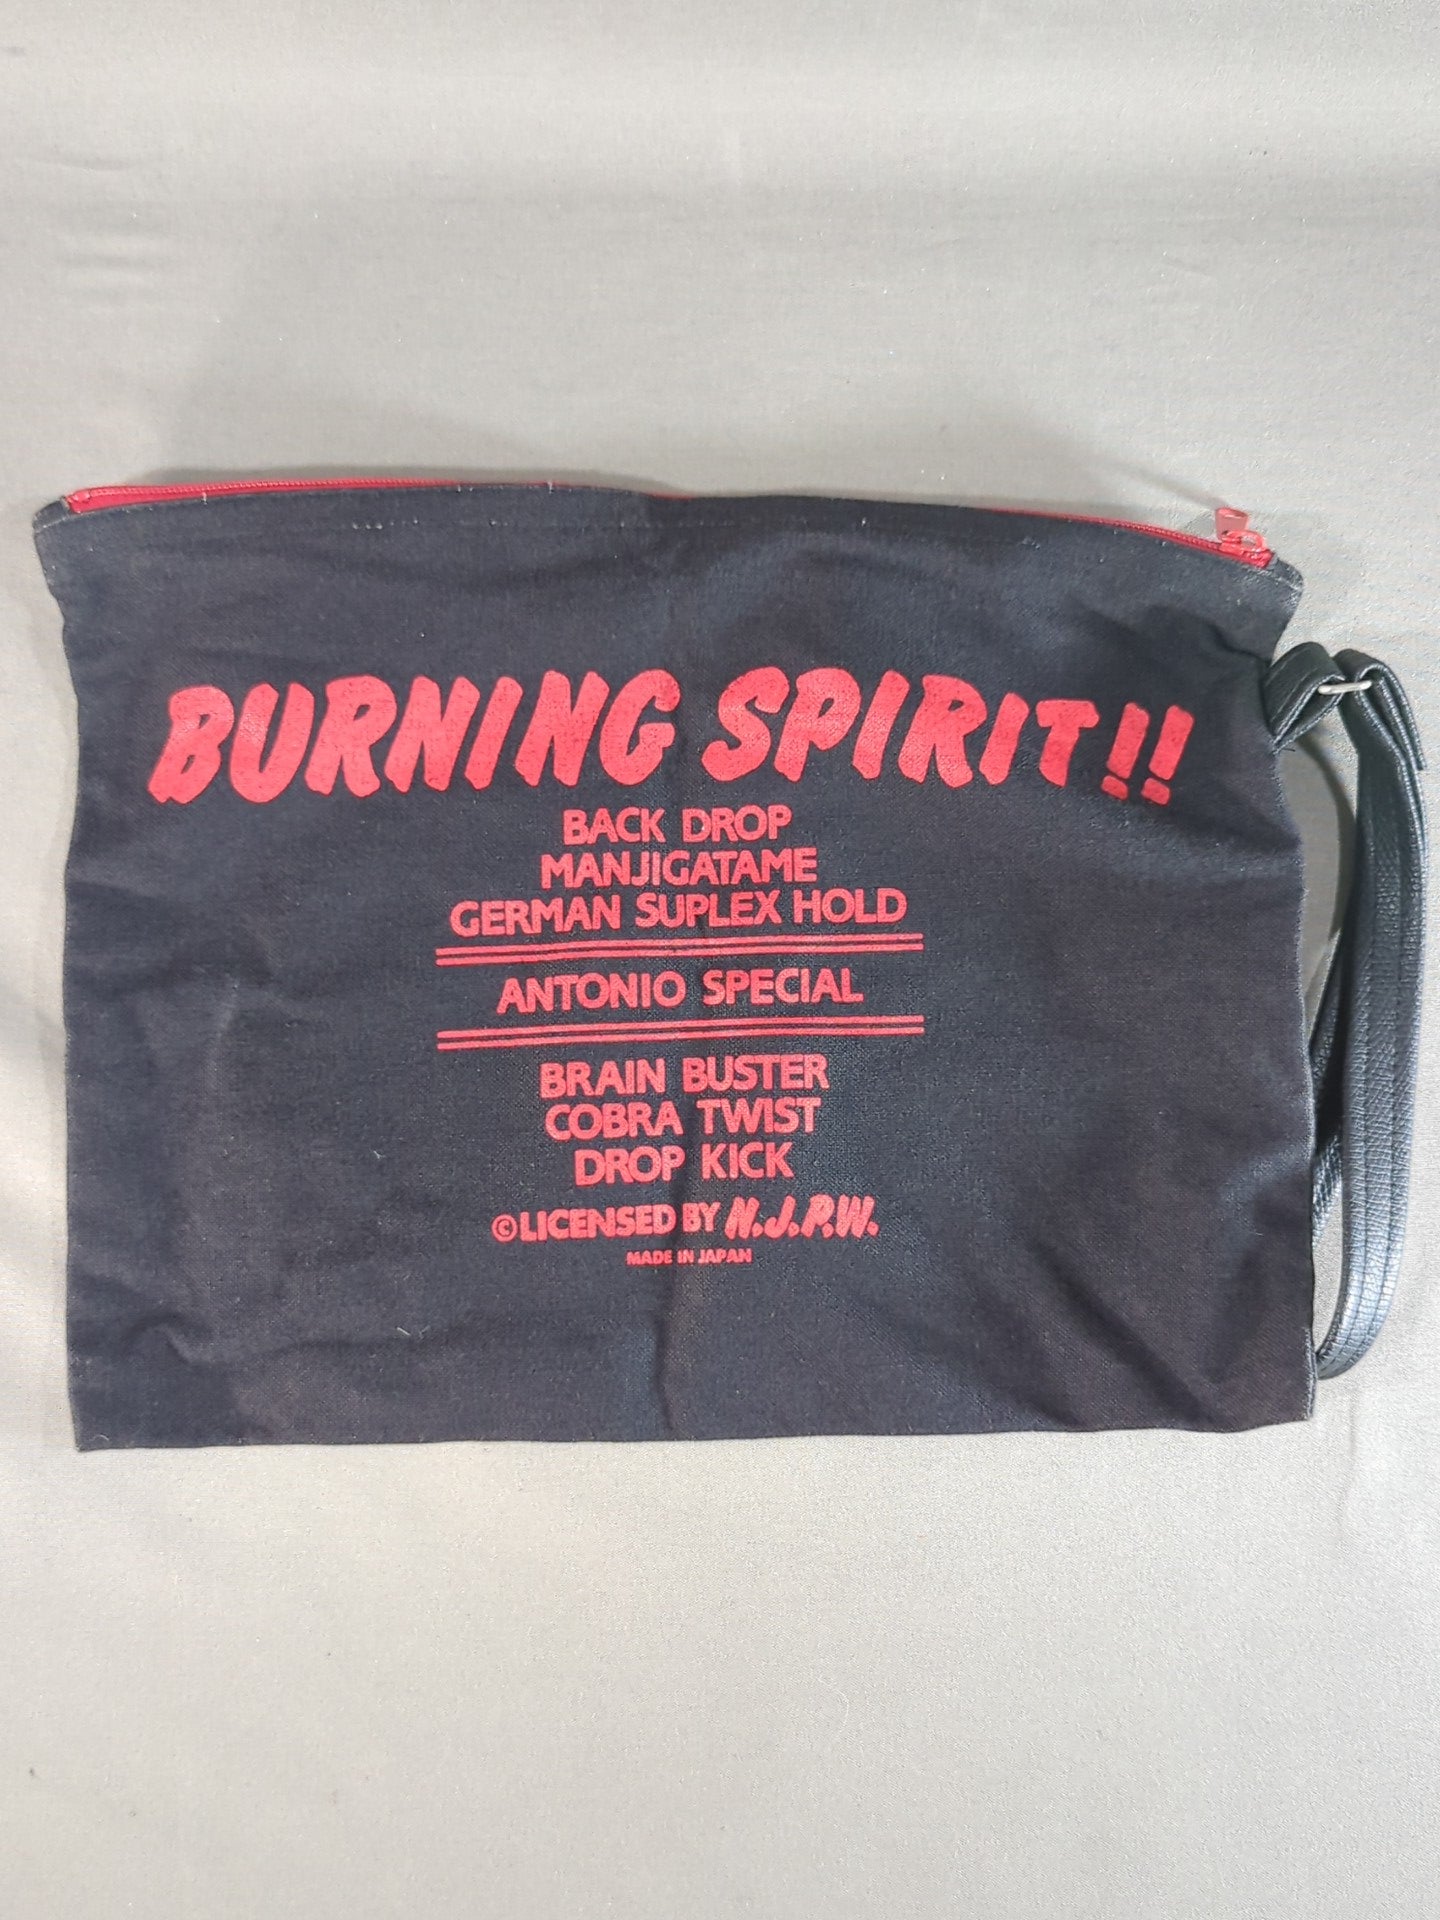 BURNING SPIRIT!!
BACK DROP
MANJIGATAME
GERMAN SUPLEX HOLD
ANTONIO SPECIAL
BRAIN BUSTER
COBRA TWIST
DROP KICK
©LICENSED BY N.J.P.W.
MADE IN JAPAN